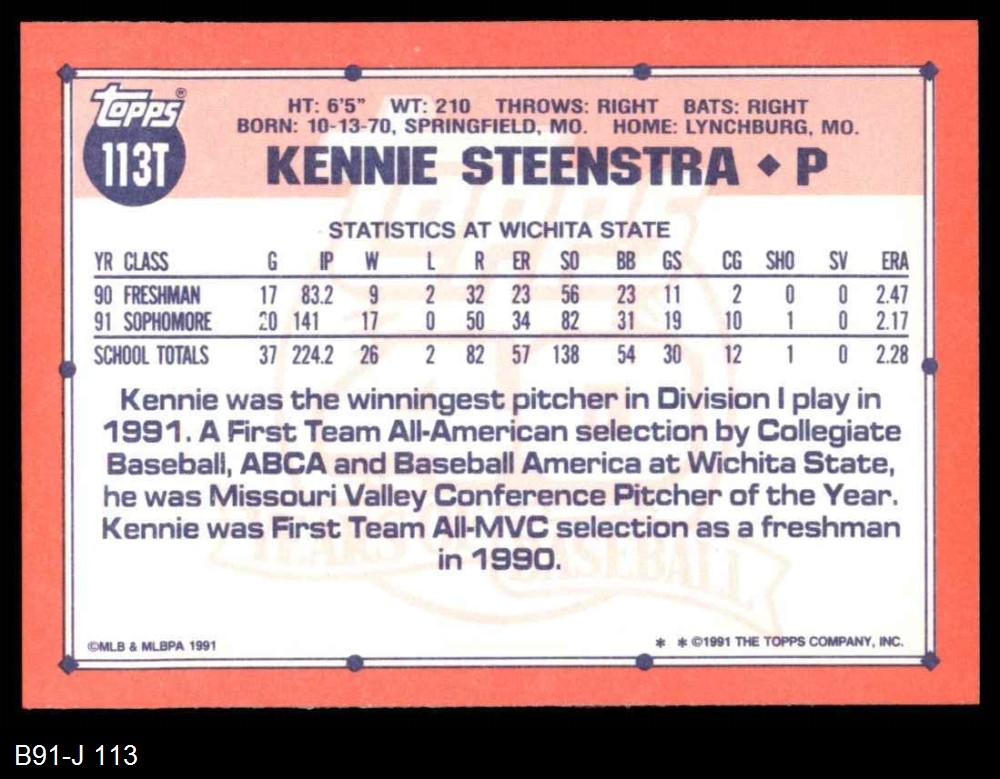 topps®
113T
HT: 6'5" WT: 210 THROWS: RIGHT BATS: RIGHT
BORN: 10-13-70, SPRINGFIELD, MO. HOME: LYNCHBURG, MO.
KENNIE STEENSTRA ♦ P
STATISTICS AT WICHITA STATE
YR CLASS G IP W L R ER SO BB GS CG SHO SV ERA
90 FRESHMAN 17 83.2 9 2 32 23 56 23 11 2 0 0 2.47
91 SOPHOMORE 20 141 17 0 50 34 82 31 19 10 1 0 2.17
SCHOOL TOTALS 37 224.2 26 2 82 57 138 54 30 12 1 0 2.28
Kennie was the winningest pitcher in Division I play in
1991. A First Team All-American selection by Collegiate
Baseball, ABCA and Baseball America at Wichita State,
he was Missouri Valley Conference Pitcher of the Year.
Kennie was First Team All-MVC selection as a freshman
in 1990.
TOPPS
40
YEARS OF BASEBALL
©MLB & MLBPA 1991
* * ©1991 THE TOPPS COMPANY, INC.
B91-J 113